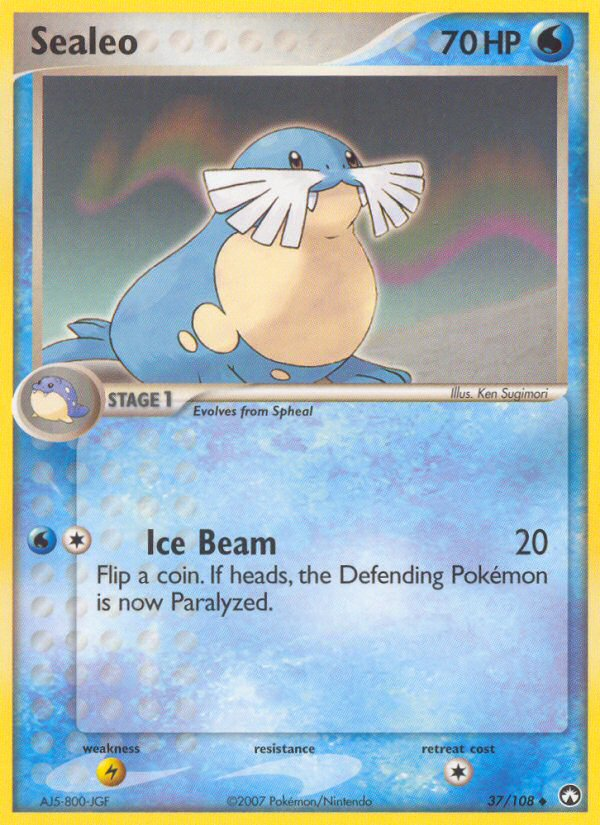 Sealeo 70 HP
Illus. Ken Sugimori
STAGE 1
Evolves from Spheal
Ice Beam 20
Flip a coin. If heads, the Defending Pokémon
is now Paralyzed.
weakness resistance retreat cost
AJ5-800-JGF ©2007 Pokémon/Nintendo 37/108